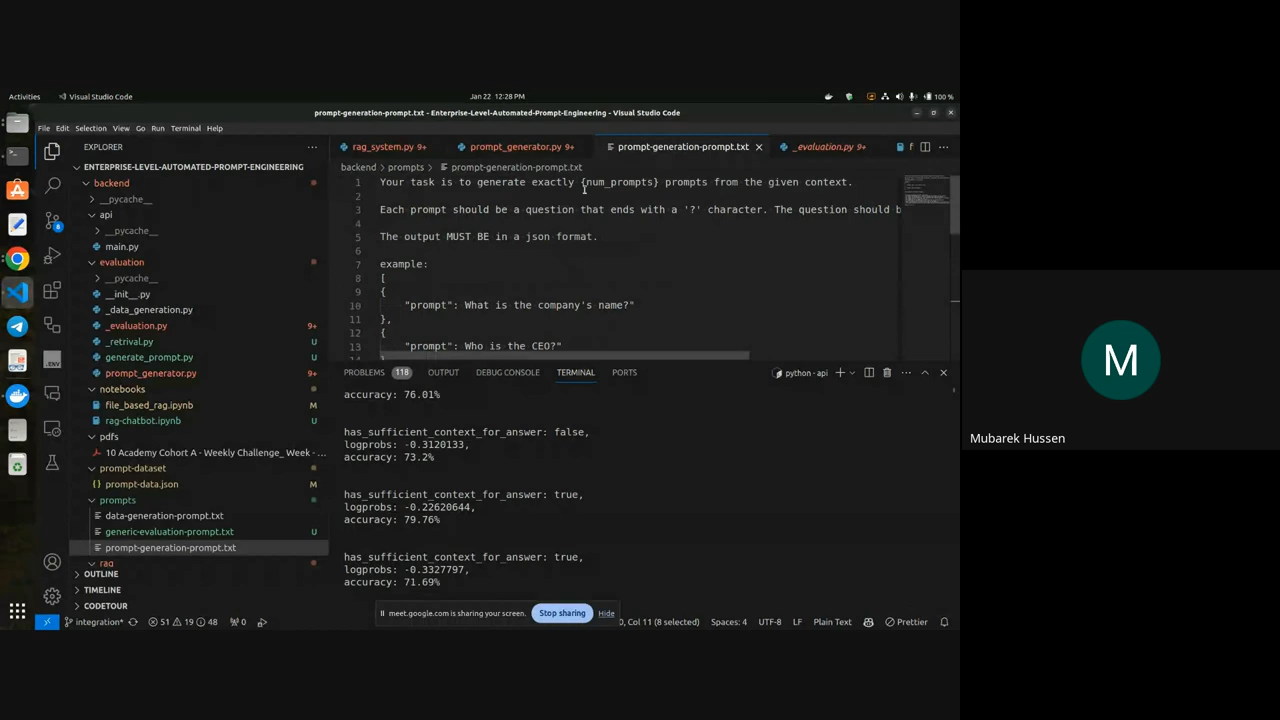 Activities
Visual Studio Code
Jan 22 12:28 PM
100 %
prompt-generation-prompt.txt - Enterprise-Level-Automated-Prompt-Engineering - Visual Studio Code
File Edit Selection View Go Run Terminal Help
EXPLORER
ENTERPRISE-LEVEL-AUTOMATED-PROMPT-ENGINEERING
backend
__pycache__
api
__pycache__
main.py
evaluation
__pycache__
__init__.py
_data_generation.py
_evaluation.py 9+
_retrival.py U
generate_prompt.py U
prompt_generator.py 9+
notebooks
file_based_rag.ipynb M
rag-chatbot.ipynb U
pdfs
10 Academy Cohort A - Weekly Challenge_ Week - ...
prompt-dataset
prompt-data.json M
prompts
data-generation-prompt.txt
generic-evaluation-prompt.txt U
prompt-generation-prompt.txt
rag
OUTLINE
TIMELINE
CODETOUR
rag_system.py 9+
prompt_generator.py 9+
prompt-generation-prompt.txt
_evaluation.py 9+
f
backend > prompts > prompt-generation-prompt.txt
1 Your task is to generate exactly {num_prompts} prompts from the given context.
2
3 Each prompt should be a question that ends with a '?' character. The question should b
4
5 The output MUST BE in a json format.
6
7 example:
8 [
9 {
10 "prompt": What is the company's name?"
11 },
12 {
13 "prompt": Who is the CEO?"
14 }
PROBLEMS 118 OUTPUT DEBUG CONSOLE TERMINAL PORTS
python - api
accuracy: 76.01%
has_sufficient_context_for_answer: false,
logprobs: -0.3120133,
accuracy: 73.2%
has_sufficient_context_for_answer: true,
logprobs: -0.22620644,
accuracy: 79.76%
has_sufficient_context_for_answer: true,
logprobs: -0.3327797,
accuracy: 71.69%
meet.google.com is sharing your screen.
Stop sharing
Hide
integration* 51 19 48 0
0, Col 11 (8 selected) Spaces: 4 UTF-8 LF Plain Text Prettier
.ENV
8
M
Mubarek Hussen